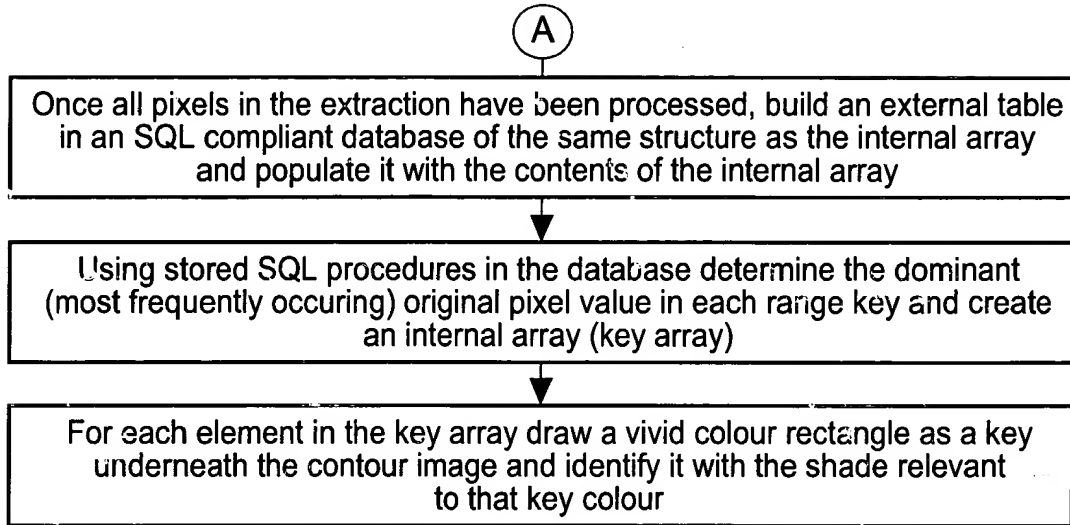 A
Once all pixels in the extraction have been processed, build an external table
in an SQL compliant database of the same structure as the internal array
and populate it with the contents of the internal array
Using stored SQL procedures in the database determine the dominant
(most frequently occuring) original pixel value in each range key and create
an internal array (key array)
For each element in the key array draw a vivid colour rectangle as a key
underneath the contour image and identify it with the shade relevant
to that key colour